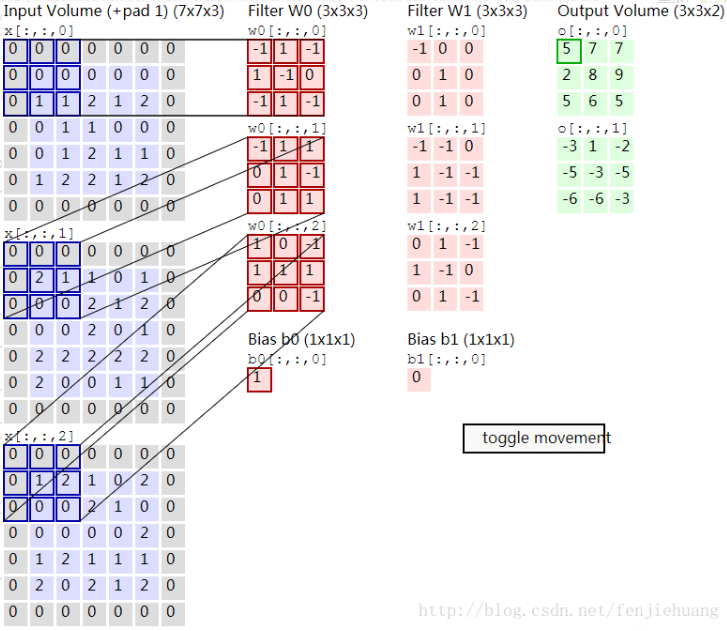 Input Volume (+pad 1) (7x7x3)
x[:,:,0]
0 0 0 0 0 0 0
0 0 0 0 0 0 0
0 1 1 2 1 2 0
0 0 1 1 0 0 0
0 0 1 2 1 1 0
0 1 2 2 1 2 0
0 0 0 0 0 0 0
x[:,:,1]
0 0 0 0 0 0 0
0 2 1 1 0 1 0
0 0 0 2 1 2 0
0 0 0 2 0 1 0
0 2 2 2 2 2 0
0 2 0 0 1 1 0
0 0 0 0 0 0 0
x[:,:,2]
0 0 0 0 0 0 0
0 1 2 1 0 2 0
0 0 0 2 1 0 0
0 0 0 0 0 2 0
0 1 2 1 1 1 0
0 2 0 2 1 2 0
0 0 0 0 0 0 0
Filter W0 (3x3x3)
w0[:,:,0]
-1 1 -1
1 -1 0
-1 1 -1
w0[:,:,1]
-1 1 1
0 1 -1
0 1 1
w0[:,:,2]
1 0 -1
1 1 1
0 0 -1
Bias b0 (1x1x1)
b0[:,:,0]
1
Filter W1 (3x3x3)
w1[:,:,0]
-1 0 0
0 1 0
0 1 0
w1[:,:,1]
-1 -1 0
1 -1 -1
1 -1 -1
w1[:,:,2]
0 1 -1
1 -1 0
0 1 -1
Bias b1 (1x1x1)
b1[:,:,0]
0
Output Volume (3x3x2)
o[:,:,0]
5 7 7
2 8 9
5 6 5
o[:,:,1]
-3 1 -2
-5 -3 -5
-6 -6 -3
toggle movement
http://blog.csdn.net/fenjiehuang